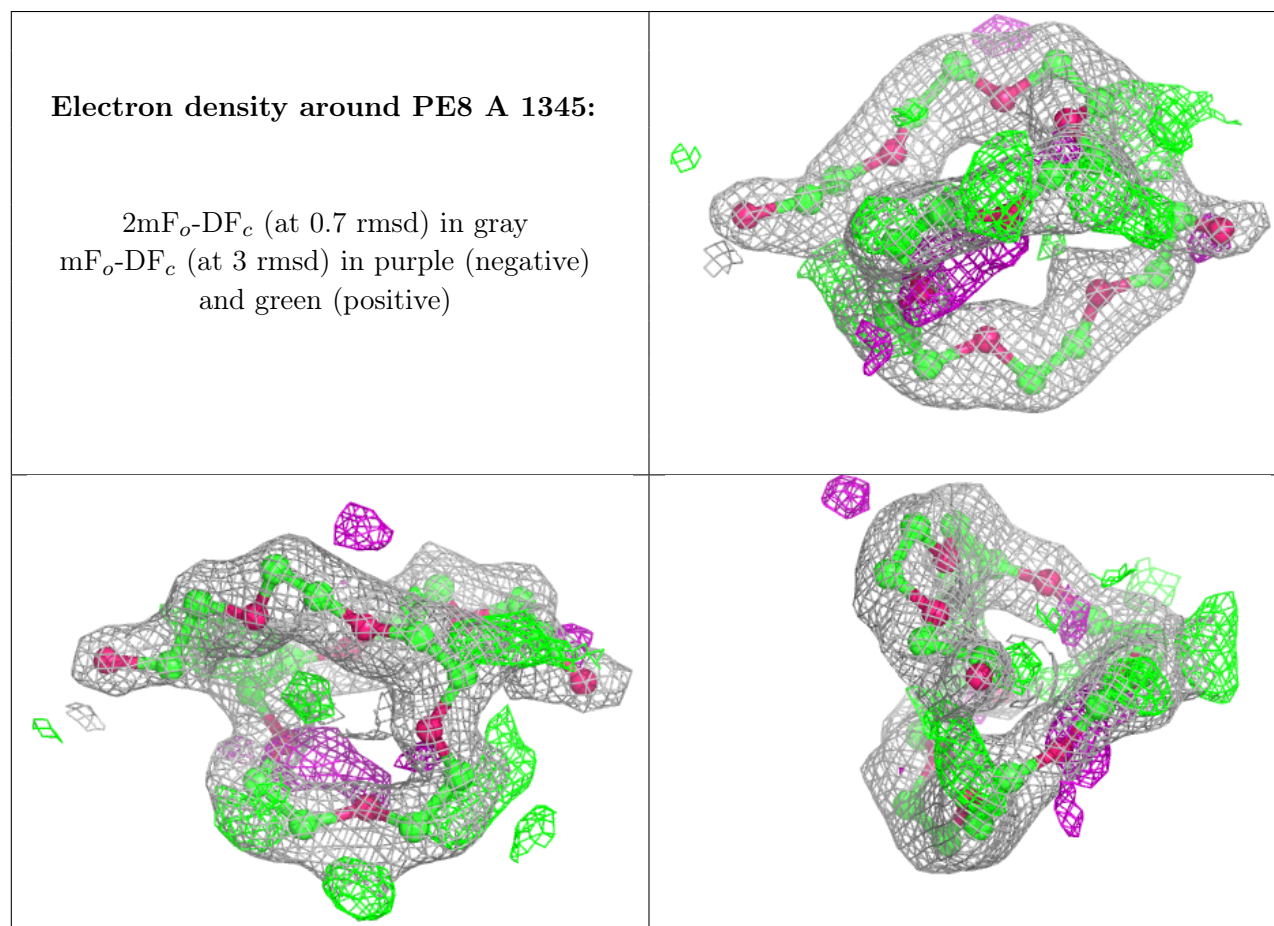 Electron density around PE8 A 1345:
2mFo-DFc (at 0.7 rmsd) in gray
mFo-DFc (at 3 rmsd) in purple (negative)
and green (positive)